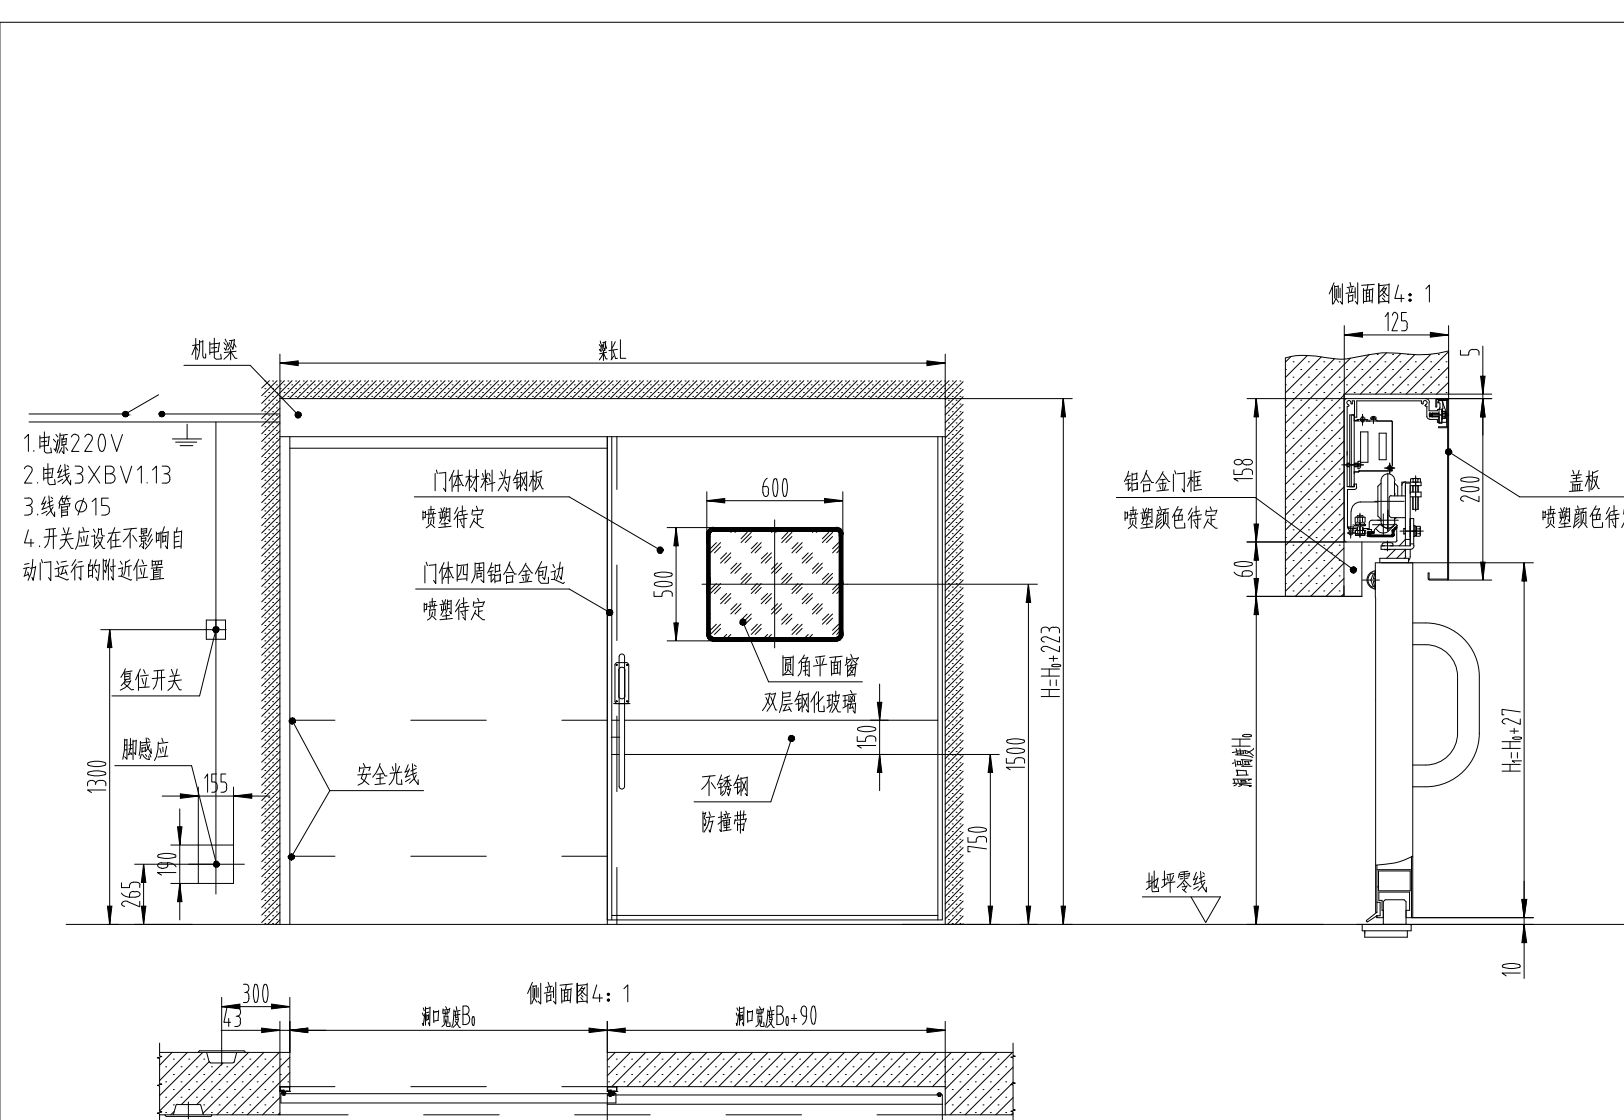 侧剖面图4：1
125
5
机电梁
梁长L
1.电源220V
2.电线3XBV1.13
3.线管Φ15
4.开关应设在不影响自
动门运行的附近位置
门体材料为钢板
喷塑待定
600
500
门体四周铝合金包边
喷塑待定
圆角平面窗
双层钢化玻璃
158
60
200
铝合金门框
喷塑颜色待定
盖板
喷塑颜色待定
H=H₀+223
复位开关
脚感应
1300
155
190
265
安全光线
不锈钢
防撞带
150
750
1500
洞口高度H₀
H₁=H₀+27
地坪零线
10
300
43
侧剖面图4：1
洞口宽度B₀
洞口宽度B₀+90